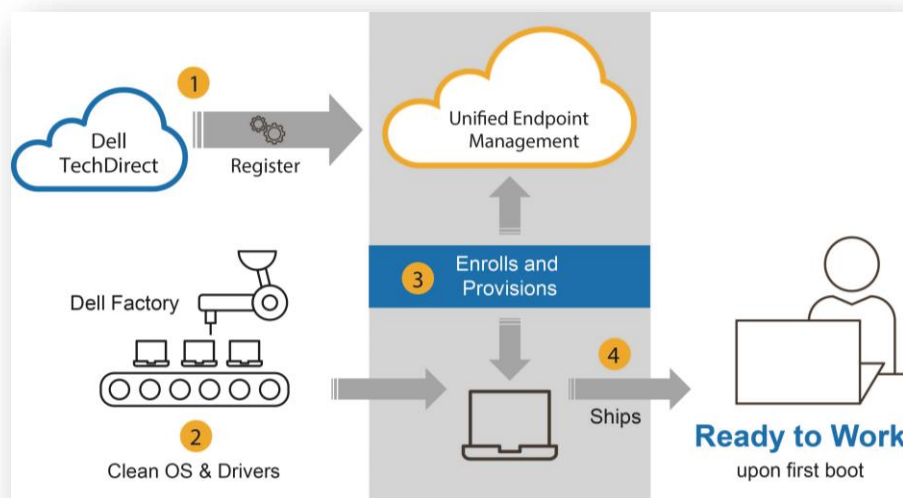 1
Dell
TechDirect
Register
Unified Endpoint
Management
Dell Factory
2
Clean OS & Drivers
3
Enrolls and
Provisions
4
Ships
Ready to Work
upon first boot